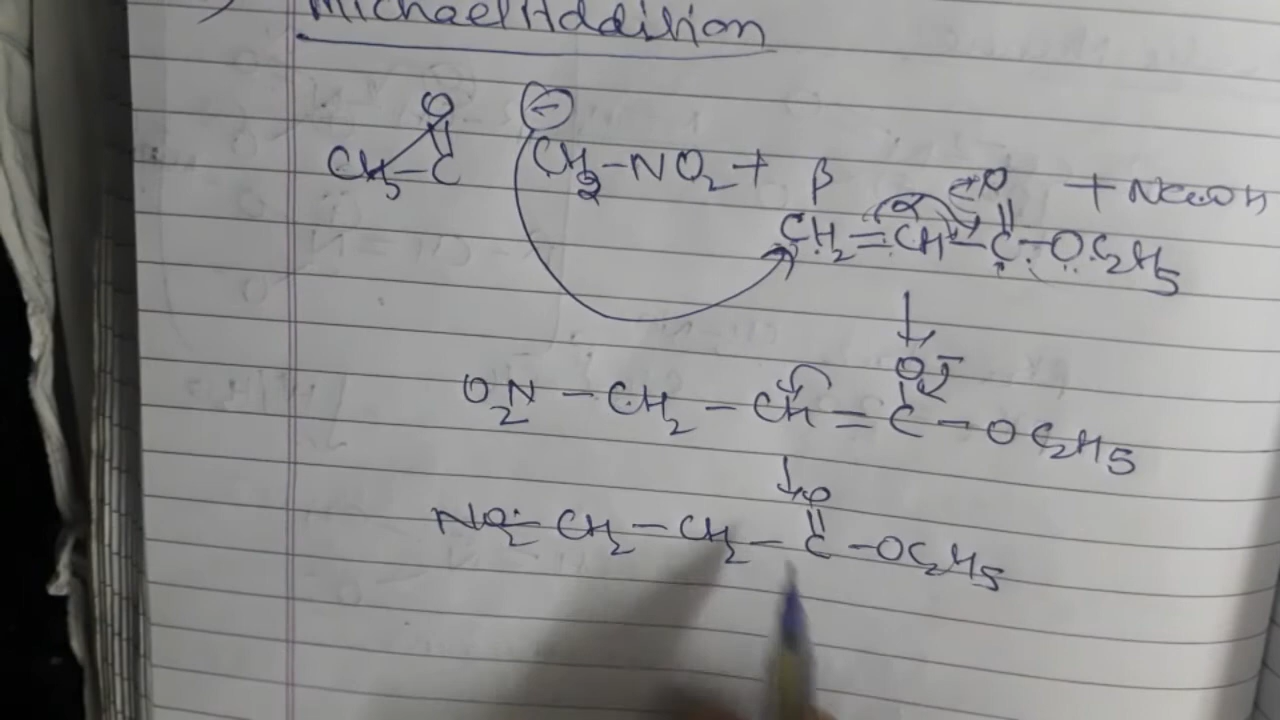 Michael Addition
O ⊖
CH3-C CH2-NO2 + β
O
CH2=CH-C-OC2H5 + NaOH
α
O-
O2N-CH2-CH=C-OC2H5
O
NO2-CH2-CH2-C-OC2H5